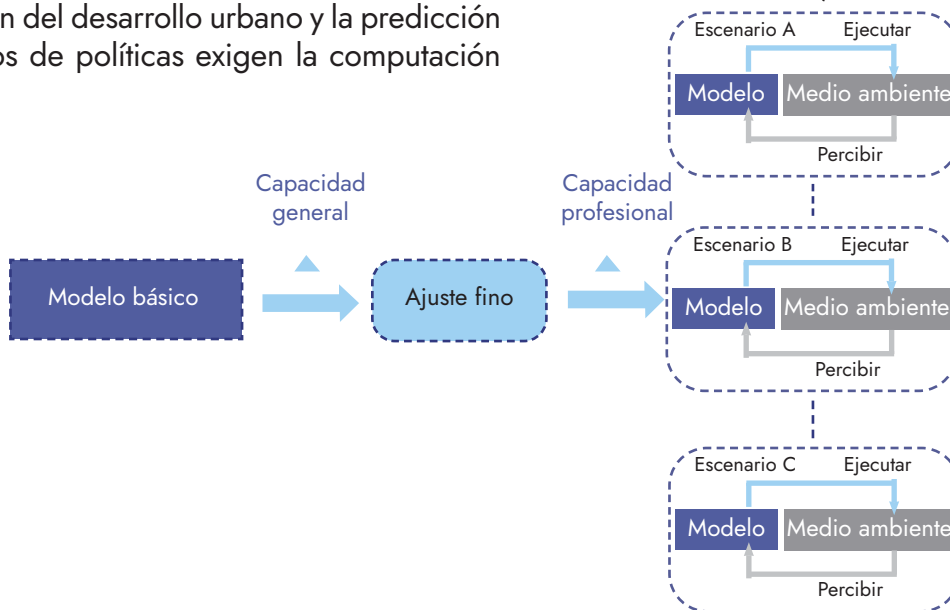 n del desarrollo urbano y la predicción
os de políticas exigen la computación
Escenario A Ejecutar
Modelo Medio ambiente
Percibir
Capacidad
general
Capacidad
profesional
Escenario B Ejecutar
Modelo básico
Ajuste fino
Modelo Medio ambiente
Percibir
Escenario C Ejecutar
Modelo Medio ambiente
Percibir